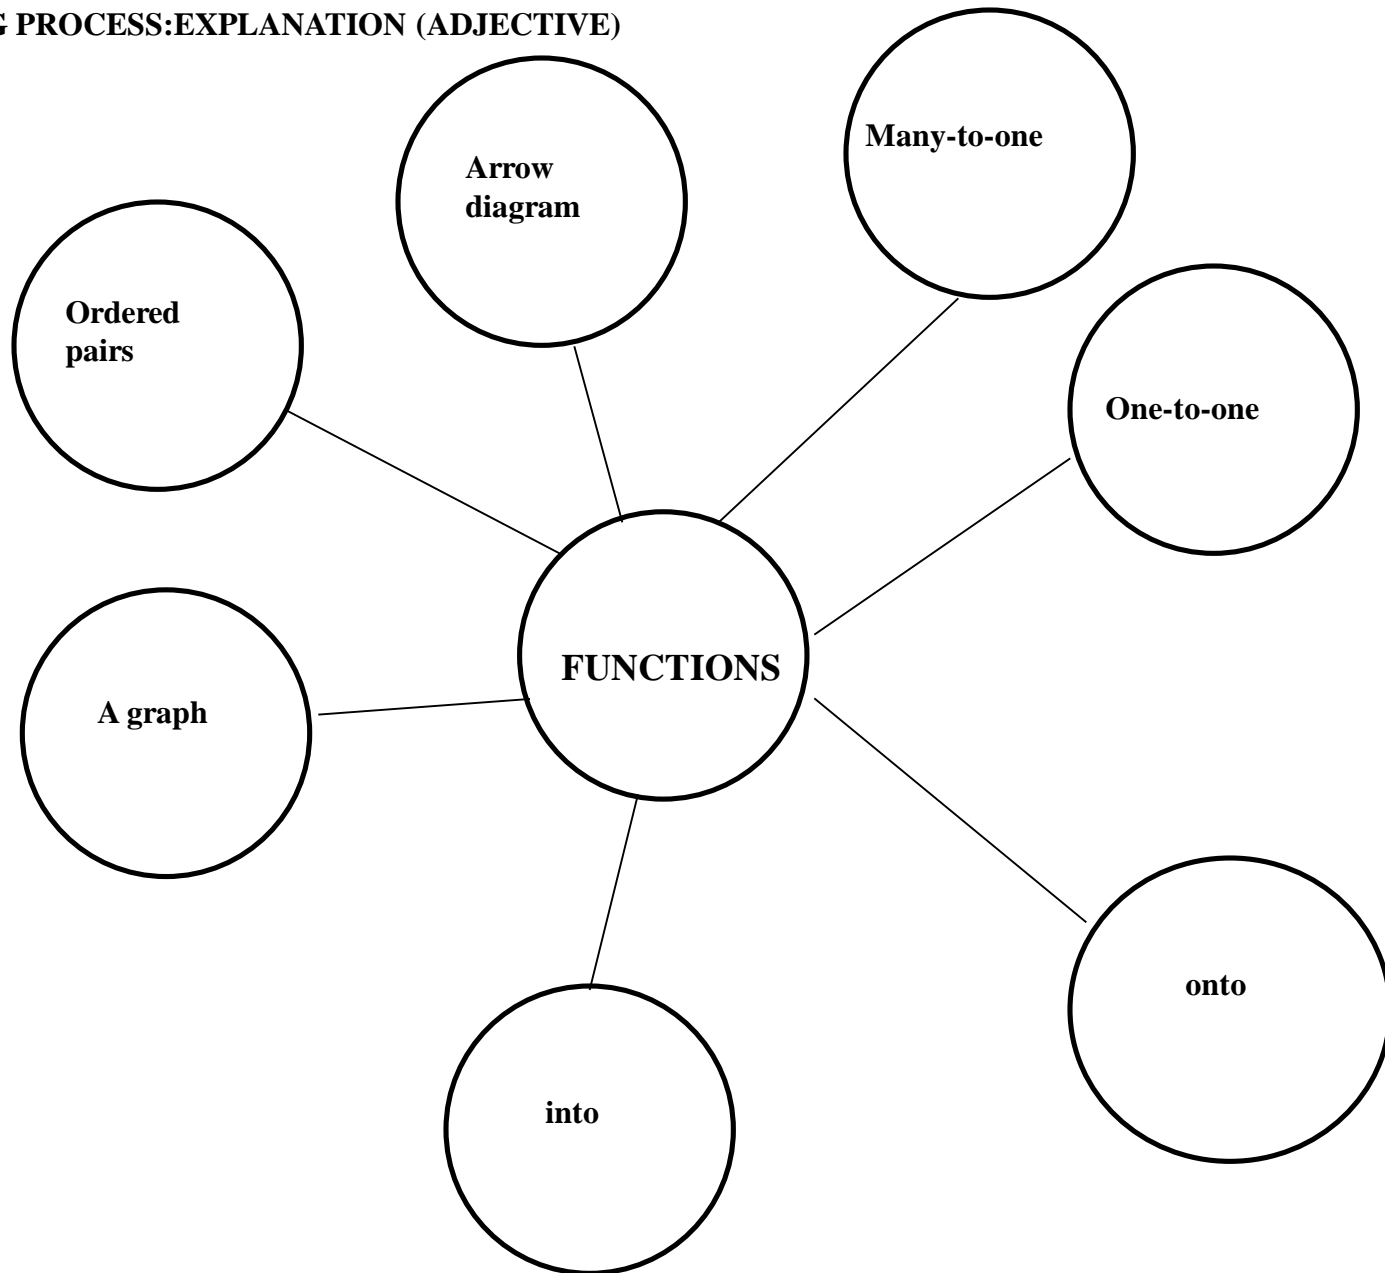 PROCESS:EXPLANATION (ADJECTIVE)
Many-to-one
Arrow
diagram
Ordered
pairs
One-to-one
FUNCTIONS
A graph
onto
into